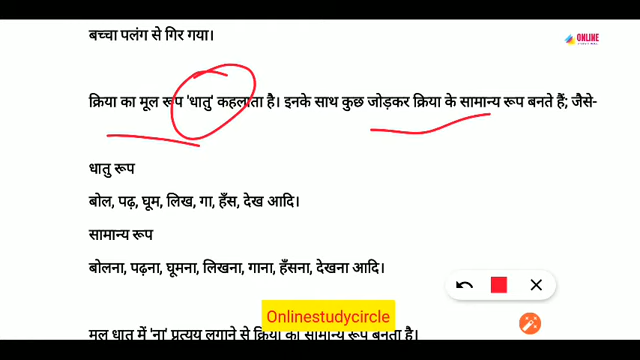 बच्चा पलंग से गिर गया।
ONLINE
क्रिया का मूल रूप 'धातु' कहलाता है। इनके साथ कुछ जोड़कर क्रिया के सामान्य रूप बनते हैं; जैसे-
धातु रूप
बोल, पढ़, घूम, लिख, गा, हँस, देख आदि।
सामान्य रूप
बोलना, पढ़ना, घूमना, लिखना, गाना, हँसना, देखना आदि।
Onlinestudycircle
मूल धातु में 'ना' प्रत्यय लगाने से क्रिया का सामान्य रूप बनता है।